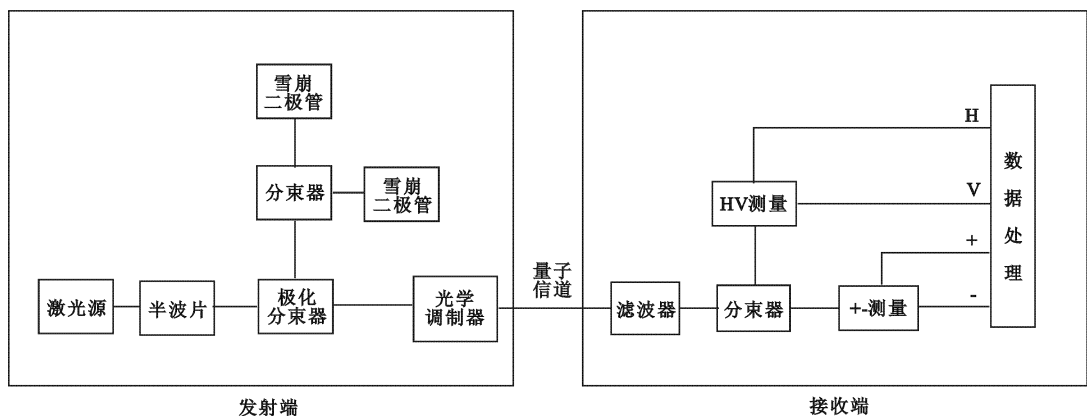 雪崩
二极管
分束器
雪崩
二极管
激光源
半波片
极化
分束器
光学
调制器
量子
信道
滤波器
分束器
HV测量
+-测量
H
V
+
-
数据处理
发射端
接收端